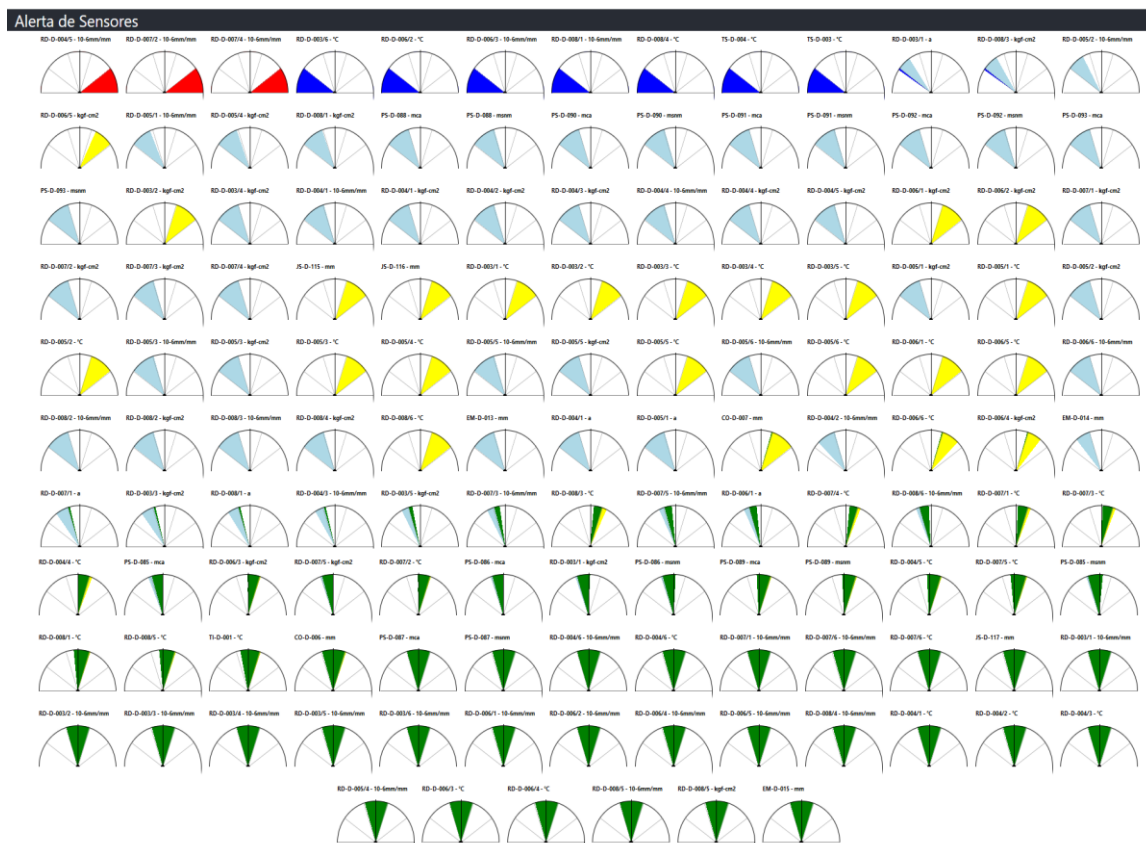 Alerta de Sensores
RD-D-004/5 - 10-6mm/mm RD-D-007/2 - 10-6mm/mm RD-D-007/4 - 10-6mm/mm RD-D-003/6 - °C RD-D-006/2 - °C RD-D-006/3 - 10-6mm/mm RD-D-008/1 - 10-6mm/mm RD-D-008/4 - °C TS-D-004 - °C TS-D-003 - °C RD-D-003/1 - a RD-D-008/3 - kgf-cm2 RD-D-005/2 - 10-6mm/mm
RD-D-006/5 - kgf-cm2 RD-D-005/1 - 10-6mm/mm RD-D-005/4 - kgf-cm2 RD-D-008/1 - kgf-cm2 PS-D-088 - mca PS-D-088 - msnm PS-D-090 - mca PS-D-090 - msnm PS-D-091 - mca PS-D-091 - msnm PS-D-092 - mca PS-D-092 - msnm PS-D-093 - mca
PS-D-093 - msnm RD-D-003/2 - kgf-cm2 RD-D-003/4 - kgf-cm2 RD-D-004/1 - 10-6mm/mm RD-D-004/1 - kgf-cm2 RD-D-004/2 - kgf-cm2 RD-D-004/3 - kgf-cm2 RD-D-004/4 - 10-6mm/mm RD-D-004/4 - kgf-cm2 RD-D-004/5 - kgf-cm2 RD-D-006/1 - kgf-cm2 RD-D-006/2 - kgf-cm2 RD-D-007/1 - kgf-cm2
RD-D-007/2 - kgf-cm2 RD-D-007/3 - kgf-cm2 RD-D-007/4 - kgf-cm2 JS-D-115 - mm JS-D-116 - mm RD-D-003/1 - °C RD-D-003/2 - °C RD-D-003/3 - °C RD-D-003/4 - °C RD-D-003/5 - °C RD-D-005/1 - kgf-cm2 RD-D-005/1 - °C RD-D-005/2 - kgf-cm2
RD-D-005/2 - °C RD-D-005/3 - 10-6mm/mm RD-D-005/3 - kgf-cm2 RD-D-005/3 - °C RD-D-005/4 - °C RD-D-005/5 - 10-6mm/mm RD-D-005/5 - kgf-cm2 RD-D-005/5 - °C RD-D-005/6 - 10-6mm/mm RD-D-005/6 - °C RD-D-006/1 - °C RD-D-006/5 - °C RD-D-006/6 - 10-6mm/mm
RD-D-008/2 - 10-6mm/mm RD-D-008/2 - kgf-cm2 RD-D-008/3 - 10-6mm/mm RD-D-008/4 - kgf-cm2 RD-D-008/6 - °C EM-D-013 - mm RD-D-004/1 - a RD-D-005/1 - a CO-D-007 - mm RD-D-004/2 - 10-6mm/mm RD-D-006/6 - °C RD-D-006/4 - kgf-cm2 EM-D-014 - mm
RD-D-007/1 - a RD-D-003/3 - kgf-cm2 RD-D-008/1 - a RD-D-004/3 - 10-6mm/mm RD-D-003/5 - kgf-cm2 RD-D-007/3 - 10-6mm/mm RD-D-008/3 - °C RD-D-007/5 - 10-6mm/mm RD-D-006/1 - a RD-D-007/4 - °C RD-D-008/6 - 10-6mm/mm RD-D-007/1 - °C RD-D-007/3 - °C
RD-D-004/4 - °C PS-D-085 - mca RD-D-006/3 - kgf-cm2 RD-D-007/5 - kgf-cm2 RD-D-007/2 - °C PS-D-086 - mca RD-D-003/1 - kgf-cm2 PS-D-086 - msnm PS-D-089 - mca PS-D-089 - msnm RD-D-004/5 - °C RD-D-007/5 - °C PS-D-085 - msnm
RD-D-008/1 - °C RD-D-008/5 - °C TI-D-001 - °C CO-D-006 - mm PS-D-087 - mca PS-D-087 - msnm RD-D-004/6 - 10-6mm/mm RD-D-004/6 - °C RD-D-007/1 - 10-6mm/mm RD-D-007/6 - 10-6mm/mm RD-D-007/6 - °C JS-D-117 - mm RD-D-003/1 - 10-6mm/mm
RD-D-003/2 - 10-6mm/mm RD-D-003/3 - 10-6mm/mm RD-D-003/4 - 10-6mm/mm RD-D-003/5 - 10-6mm/mm RD-D-003/6 - 10-6mm/mm RD-D-006/1 - 10-6mm/mm RD-D-006/2 - 10-6mm/mm RD-D-006/4 - 10-6mm/mm RD-D-006/5 - 10-6mm/mm RD-D-008/4 - 10-6mm/mm RD-D-004/1 - °C RD-D-004/2 - °C RD-D-004/3 - °C
RD-D-005/4 - 10-6mm/mm RD-D-006/3 - °C RD-D-006/4 - °C RD-D-008/5 - 10-6mm/mm RD-D-008/5 - kgf-cm2 EM-D-015 - mm